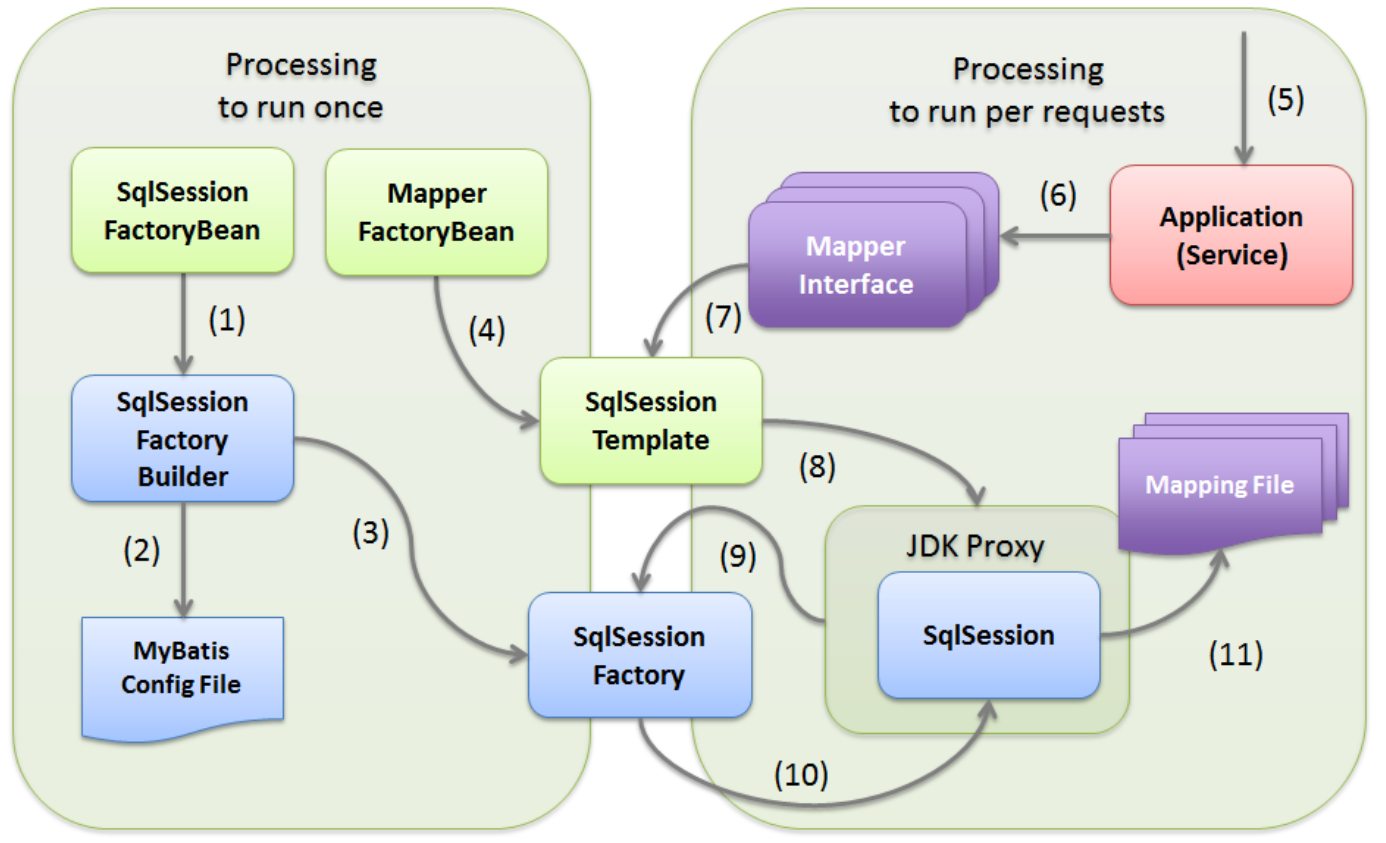 Processing
to run once
SqlSession
FactoryBean
Mapper
FactoryBean
(1)
(4)
SqlSession
Factory
Builder
(2)
(3)
MyBatis
Config File
Processing
to run per requests
(5)
Application
(Service)
(6)
Mapper
Interface
(7)
SqlSession
Template
(8)
Mapping File
JDK Proxy
(9)
SqlSession
Factory
SqlSession
(10)
(11)